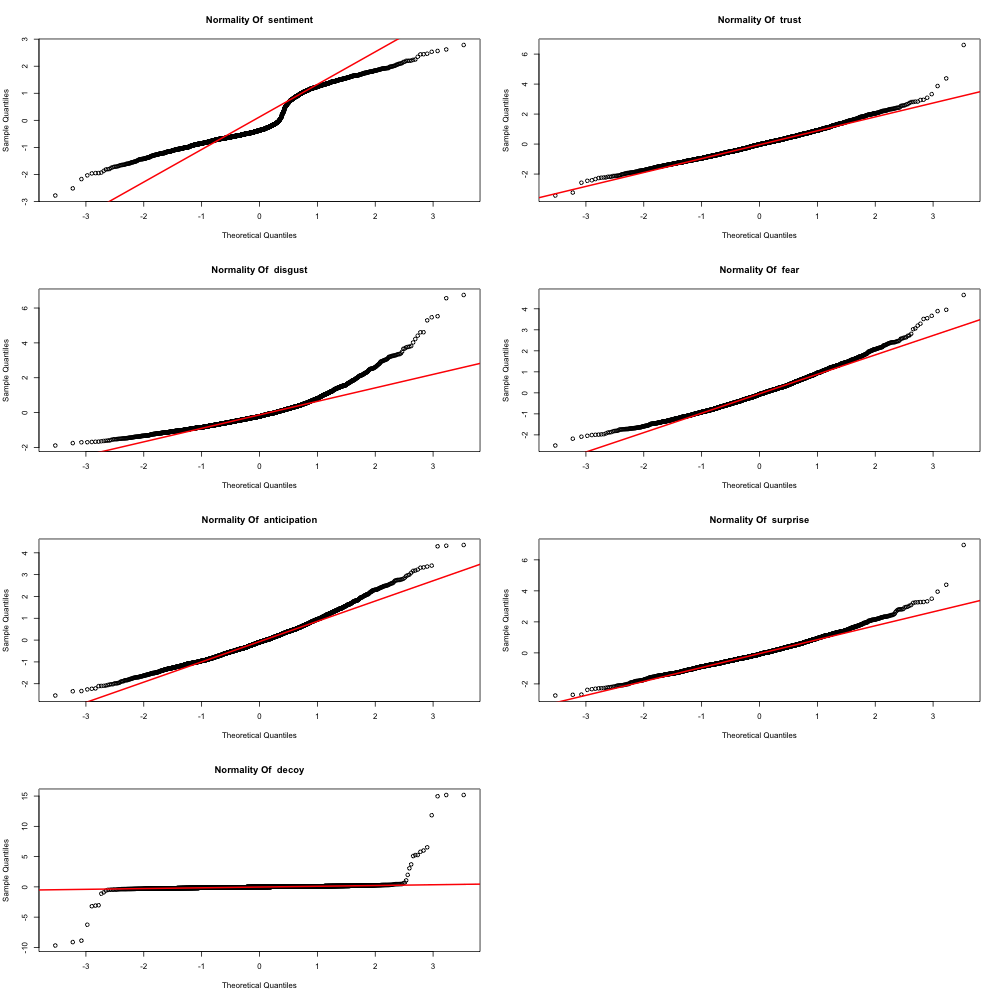 Normality Of sentiment
Sample Quantiles
3
2
1
0
-1
-2
-3
-3 -2 -1 0 1 2 3
Theoretical Quantiles
Normality Of trust
Sample Quantiles
6
4
2
0
-2
-3 -2 -1 0 1 2 3
Theoretical Quantiles
Normality Of disgust
Sample Quantiles
6
4
2
0
-2
-3 -2 -1 0 1 2 3
Theoretical Quantiles
Normality Of fear
Sample Quantiles
4
3
2
1
0
-1
-2
-3 -2 -1 0 1 2 3
Theoretical Quantiles
Normality Of anticipation
Sample Quantiles
4
3
2
1
0
-1
-2
-3 -2 -1 0 1 2 3
Theoretical Quantiles
Normality Of surprise
Sample Quantiles
6
4
2
0
-2
-3 -2 -1 0 1 2 3
Theoretical Quantiles
Normality Of decoy
Sample Quantiles
15
10
5
0
-5
-10
-3 -2 -1 0 1 2 3
Theoretical Quantiles